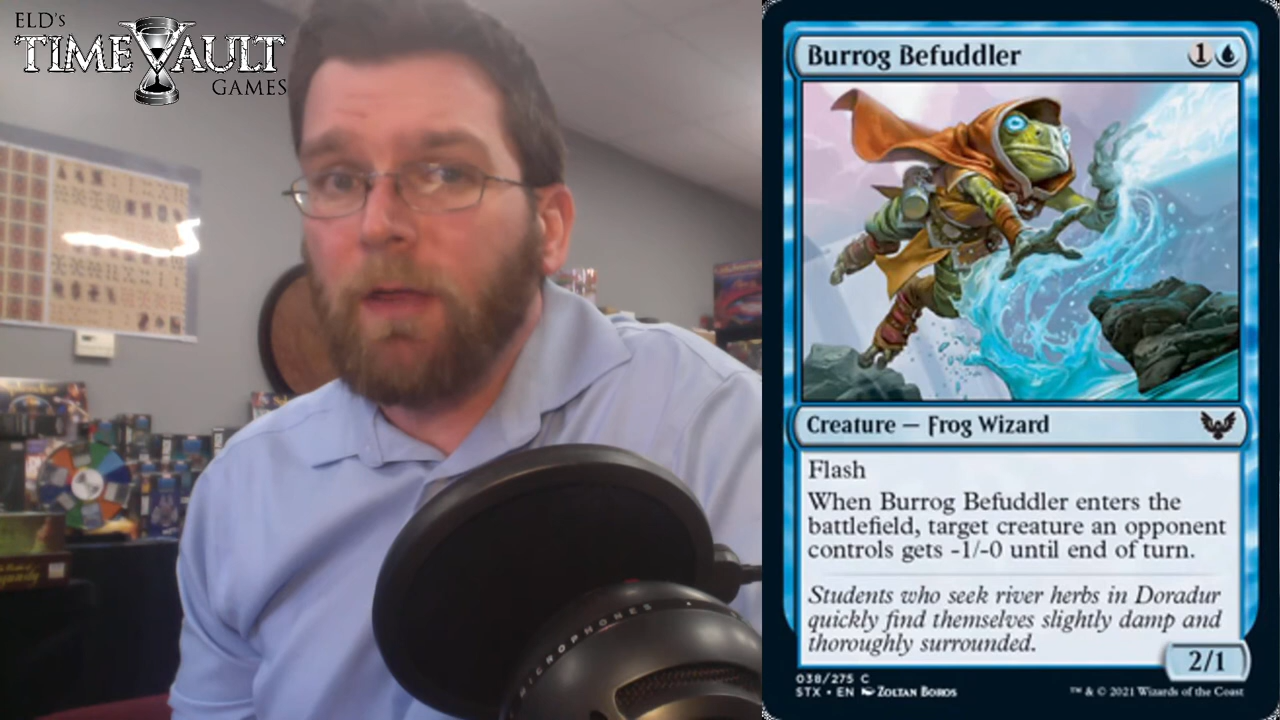 ELD's
TIME VAULT
GAMES
Burrog Befuddler
1
Creature — Frog Wizard
Flash
When Burrog Befuddler enters the
battlefield, target creature an opponent
controls gets -1/-0 until end of turn.
Students who seek river herbs in Doradur
quickly find themselves slightly damp and
thoroughly surrounded.
2/1
038/275 C
STX • EN Zoltan Boros
™ & © 2021 Wizards of the Coast
MICROPHONES